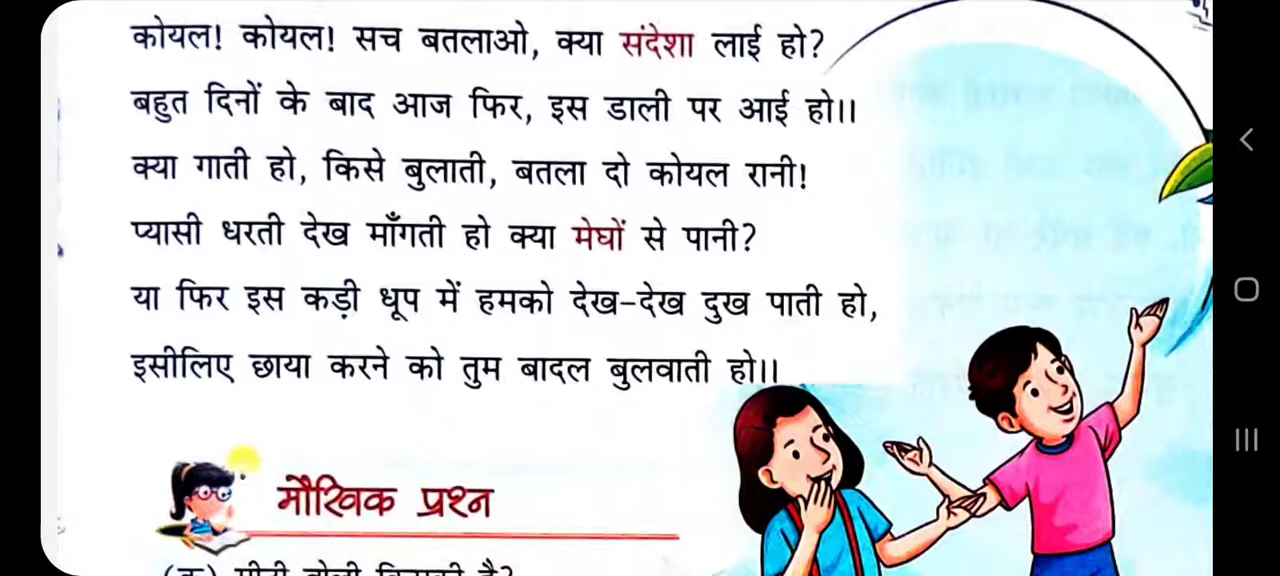 कोयल! कोयल! सच बतलाओ, क्या संदेशा लाई हो?
बहुत दिनों के बाद आज फिर, इस डाली पर आई हो।।
क्या गाती हो, किसे बुलाती, बतला दो कोयल रानी!
प्यासी धरती देख माँगती हो क्या मेघों से पानी?
या फिर इस कड़ी धूप में हमको देख-देख दुख पाती हो,
इसीलिए छाया करने को तुम बादल बुलवाती हो।।
मौखिक प्रश्न
(क) मीठी बोली किसकी है?